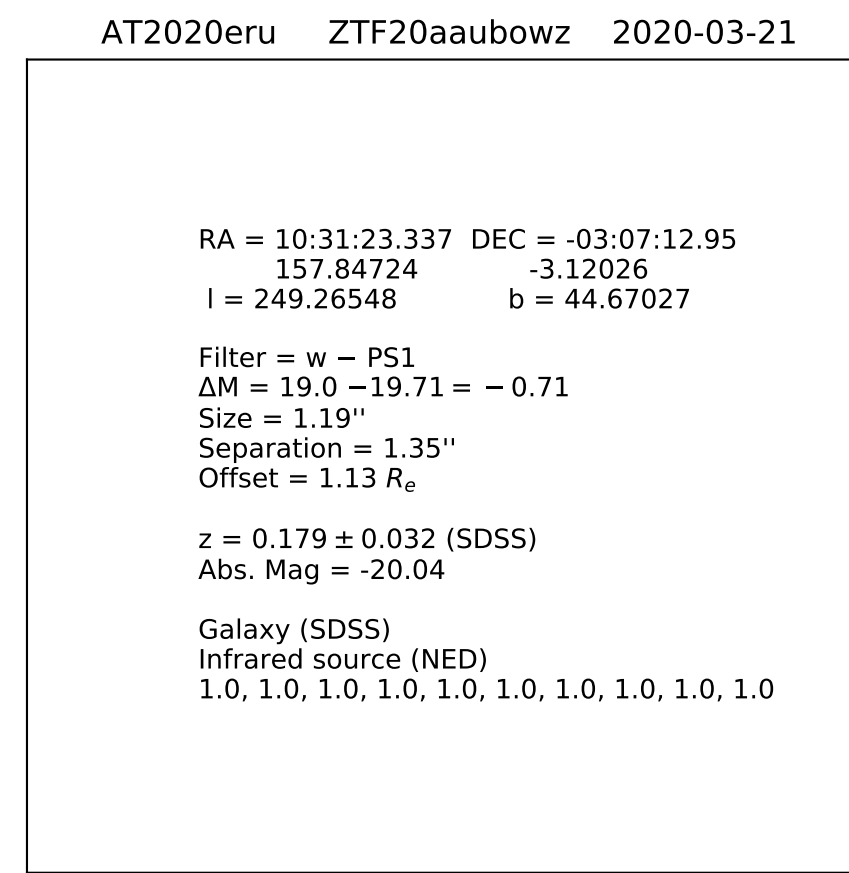 AT2020eru ZTF20aaubowz 2020-03-21
RA = 10:31:23.337 DEC = -03:07:12.95
157.84724 -3.12026
l = 249.26548 b = 44.67027
Filter = w − PS1
ΔM = 19.0 −19.71 = − 0.71
Size = 1.19''
Separation = 1.35''
Offset = 1.13 Rₑ
z = 0.179 ± 0.032 (SDSS)
Abs. Mag = -20.04
Galaxy (SDSS)
Infrared source (NED)
1.0, 1.0, 1.0, 1.0, 1.0, 1.0, 1.0, 1.0, 1.0, 1.0